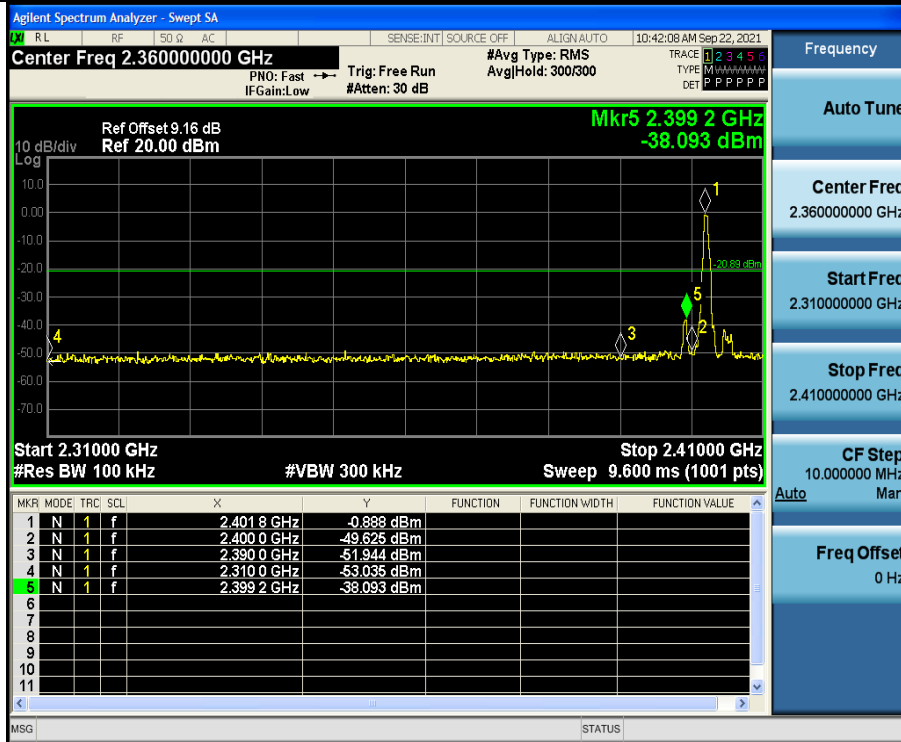 Agilent Spectrum Analyzer - Swept SA
LXI RL RF 50 Ω AC SENSE:INT SOURCE OFF ALIGN AUTO 10:42:08 AM Sep 22, 2021
Center Freq 2.360000000 GHz
PNO: Fast
IFGain:Low
Trig: Free Run
#Atten: 30 dB
#Avg Type: RMS
Avg|Hold: 300/300
TRACE 1 2 3 4 5 6
TYPE M
DET P P P P P P
Frequency
Auto Tune
Center Freq
2.360000000 GHz
Start Freq
2.310000000 GHz
Stop Freq
2.410000000 GHz
CF Step
10.000000 MHz
Auto Man
Freq Offset
0 Hz
Mkr5 2.399 2 GHz
-38.093 dBm
Ref Offset 9.16 dB
10 dB/div Ref 20.00 dBm
Log
10.0
0.00
-10.0
-20.0
-30.0
-40.0
-50.0
-60.0
-70.0
1
-20.89 dBm
5
2
3
4
Start 2.31000 GHz Stop 2.41000 GHz
#Res BW 100 kHz #VBW 300 kHz Sweep 9.600 ms (1001 pts)
MKR MODE TRC SCL X Y FUNCTION FUNCTION WIDTH FUNCTION VALUE
1 N 1 f 2.401 8 GHz -0.888 dBm
2 N 1 f 2.400 0 GHz -49.625 dBm
3 N 1 f 2.390 0 GHz -51.944 dBm
4 N 1 f 2.310 0 GHz -53.035 dBm
5 N 1 f 2.399 2 GHz -38.093 dBm
6
7
8
9
10
11
MSG STATUS